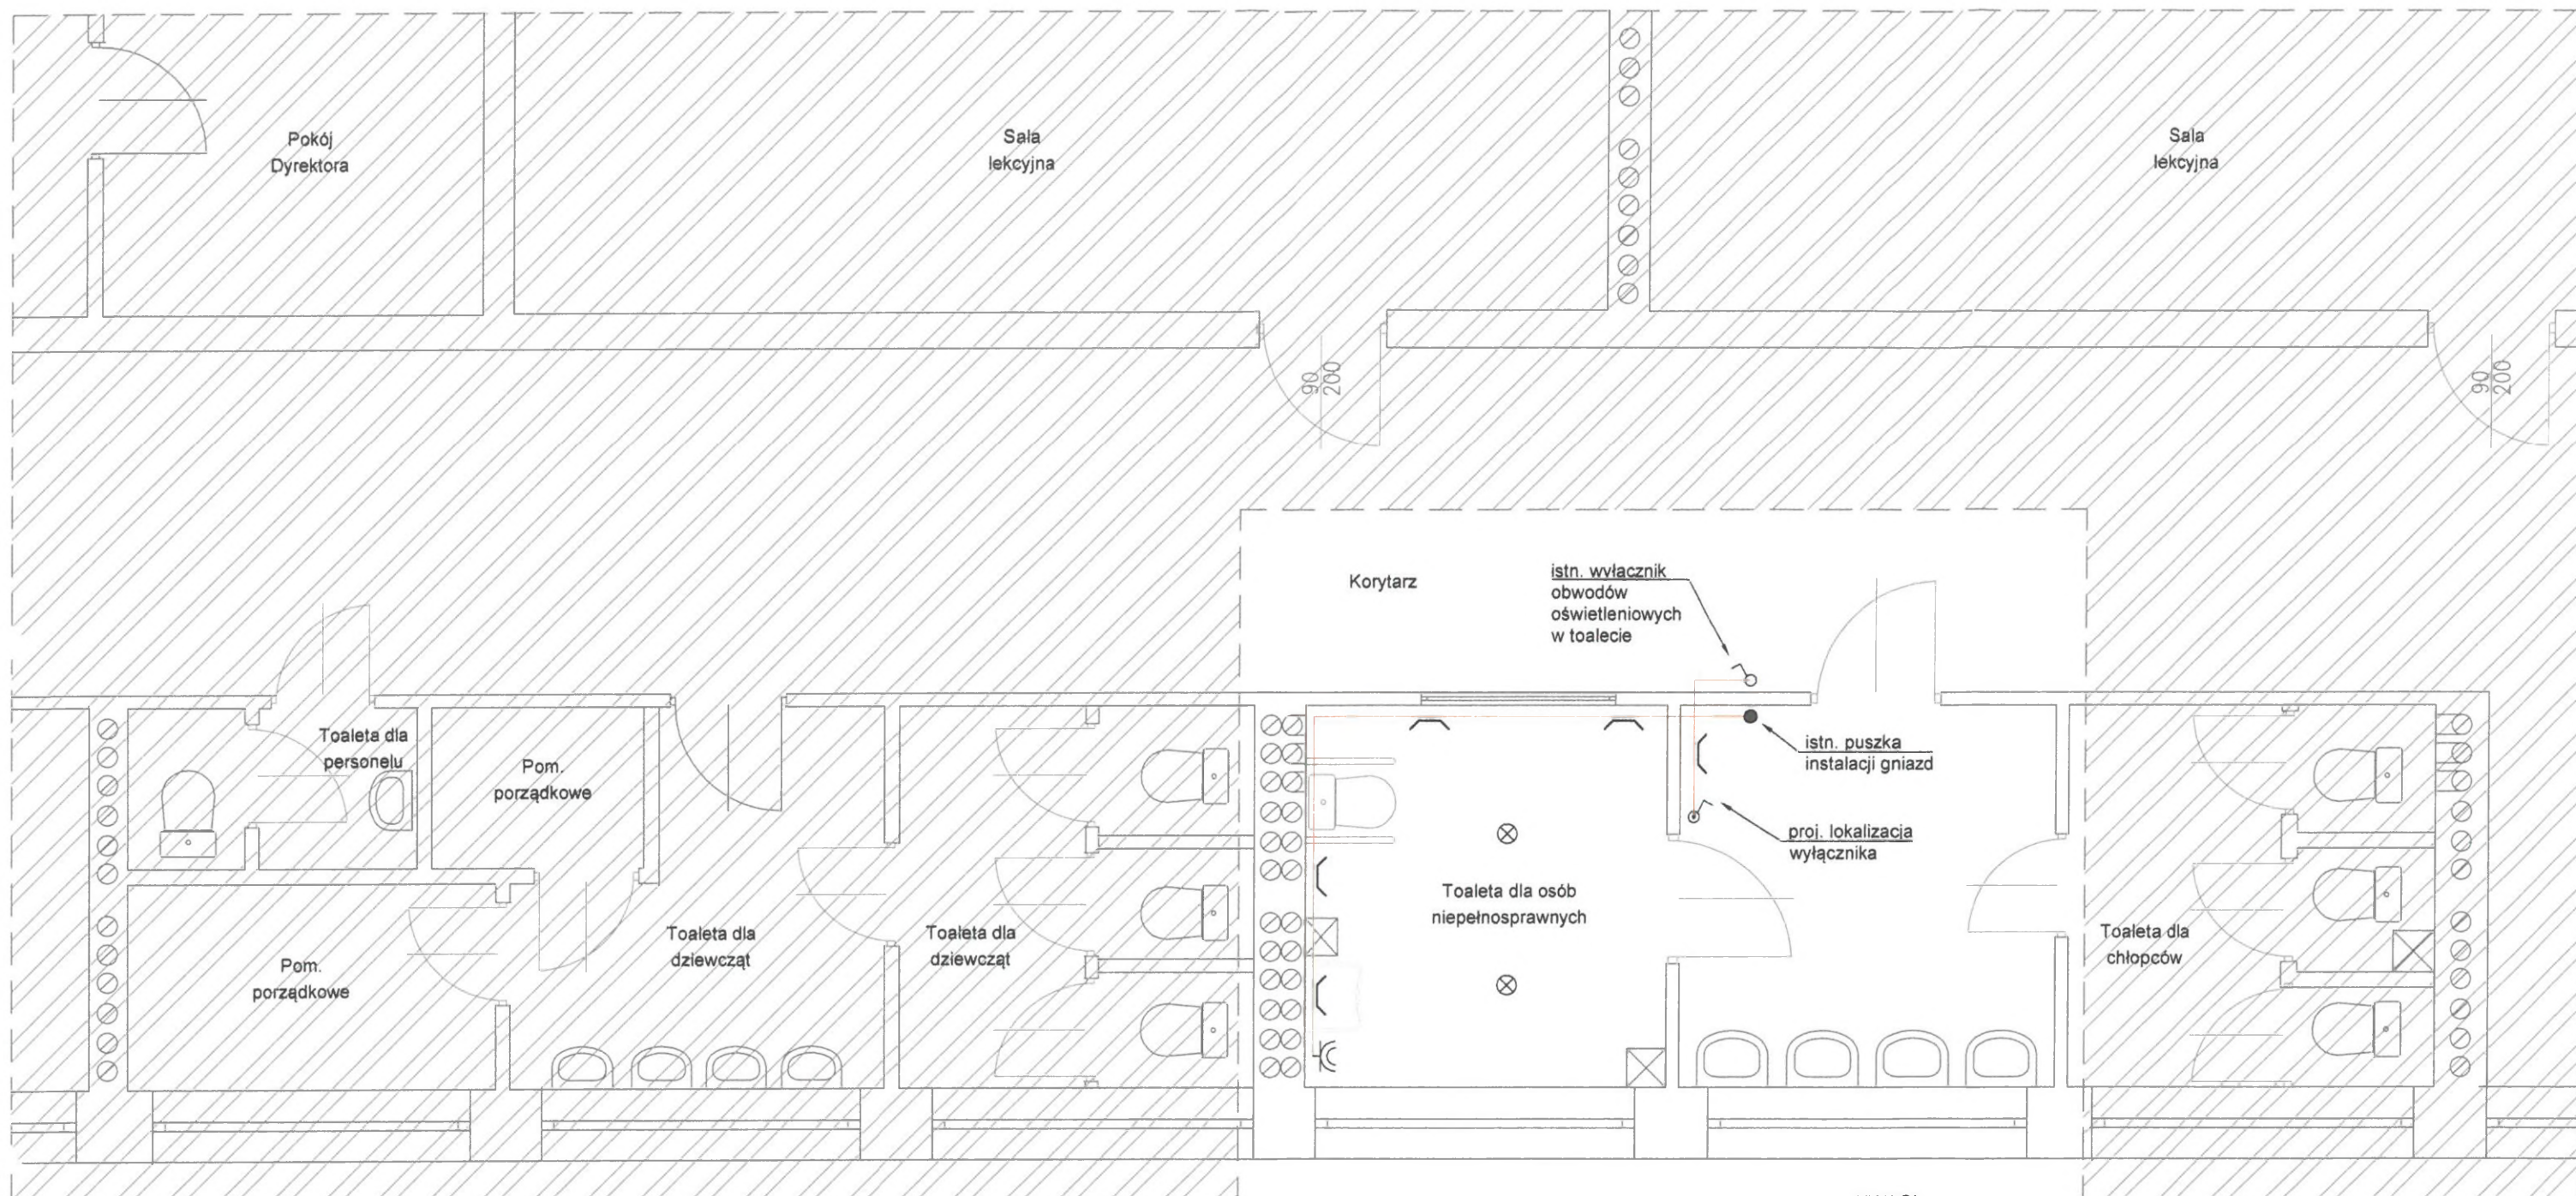 Pokój
Dyrektora
Sala
lekcyjna
Sala
lekcyjna
90
200
90
200
Korytarz
istn. wyłacznik
obwodów
oświetleniowych
w toalecie
istn. puszka
instalacji gniazd
proj. lokalizacja
wyłącznika
Toaleta dla
personelu
Pom.
porządkowe
Toaleta dla osób
niepełnosprawnych
Toaleta dla
dziewcząt
Toaleta dla
dziewcząt
Toaleta dla
chłopców
Pom.
porządkowe